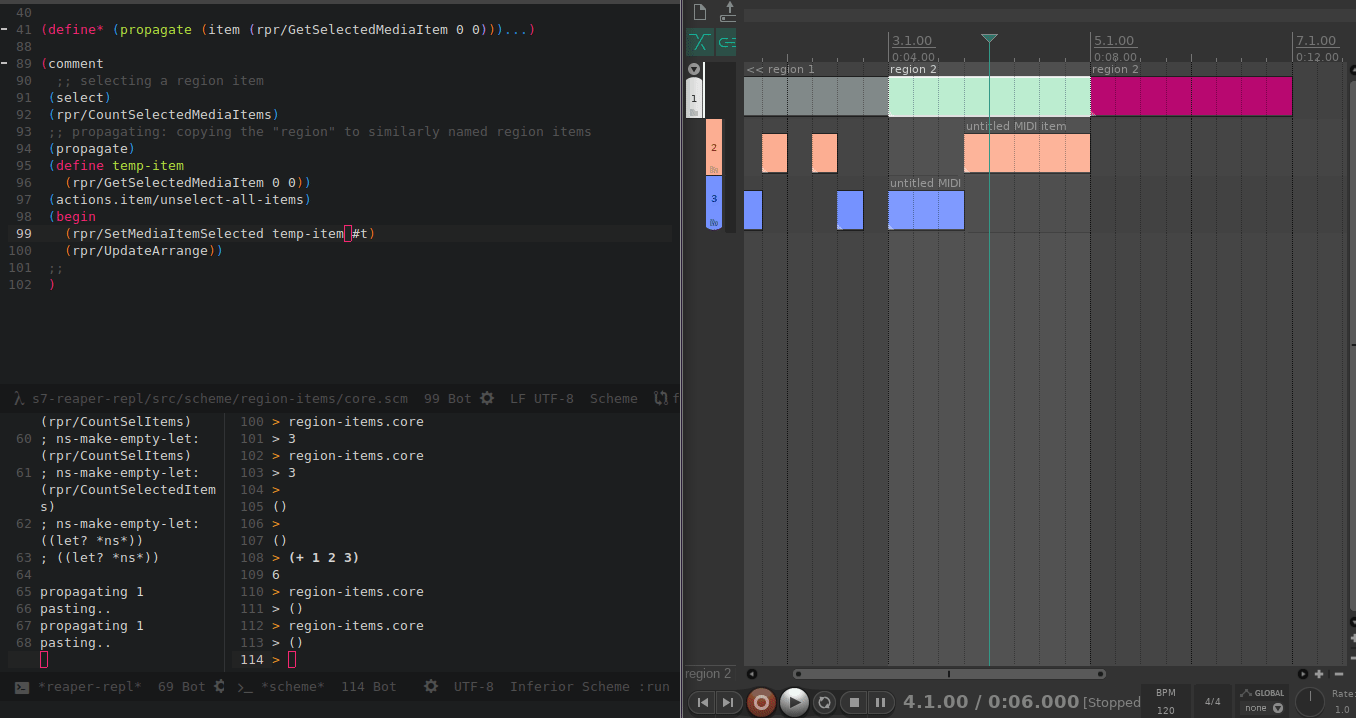 40
41 (define* (propagate (item (rpr/GetSelectedMediaItem 0 0)))...)
88
89 (comment
90 ;; selecting a region item
91 (select)
92 (rpr/CountSelectedMediaItems)
93 ;; propagating: copying the "region" to similarly named region items
94 (propagate)
95 (define temp-item
96 (rpr/GetSelectedMediaItem 0 0))
97 (actions.item/unselect-all-items)
98 (begin
99 (rpr/SetMediaItemSelected temp-item #t)
100 (rpr/UpdateArrange))
101 ;;
102 )
λ s7-reaper-repl/src/scheme/region-items/core.scm 99 Bot LF UTF-8 Scheme f
(rpr/CountSelItems)
60 ; ns-make-empty-let:
(rpr/CountSelItems)
61 ; ns-make-empty-let:
(rpr/CountSelectedItem
s)
62 ; ns-make-empty-let:
((let? *ns*))
63 ; ((let? *ns*))
64
65 propagating 1
66 pasting..
67 propagating 1
68 pasting..
*reaper-repl* 69 Bot
100 > region-items.core
101 > 3
102 > region-items.core
103 > 3
104 >
105 ()
106 >
107 ()
108 > (+ 1 2 3)
109 6
110 > region-items.core
111 > ()
112 > region-items.core
113 > ()
114 >
*scheme* 114 Bot UTF-8 Inferior Scheme :run
3.1.00 5.1.00 7.1.00
0:04.00 0:08.00 0:12.00
<< region 1 region 2 region 2
1
untitled MIDI item
2
untitled MIDI
3
region 2
4.1.00 / 0:06.000 [Stopped
BPM
120
4/4
GLOBAL
none
Rate:
1.0